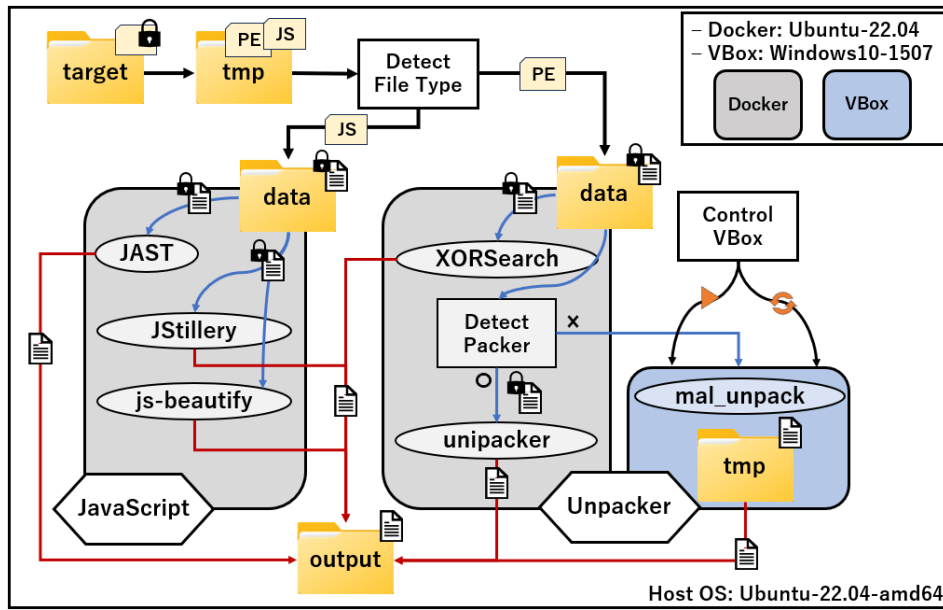 target
PE
JS
tmp
Detect
File Type
PE
JS
– Docker: Ubuntu-22.04
– VBox: Windows10-1507
Docker
VBox
data
data
Control
VBox
JAST
XORSearch
JStillery
Detect
Packer
×
js-beautify
mal_unpack
unipacker
tmp
JavaScript
Unpacker
output
Host OS: Ubuntu-22.04-amd64